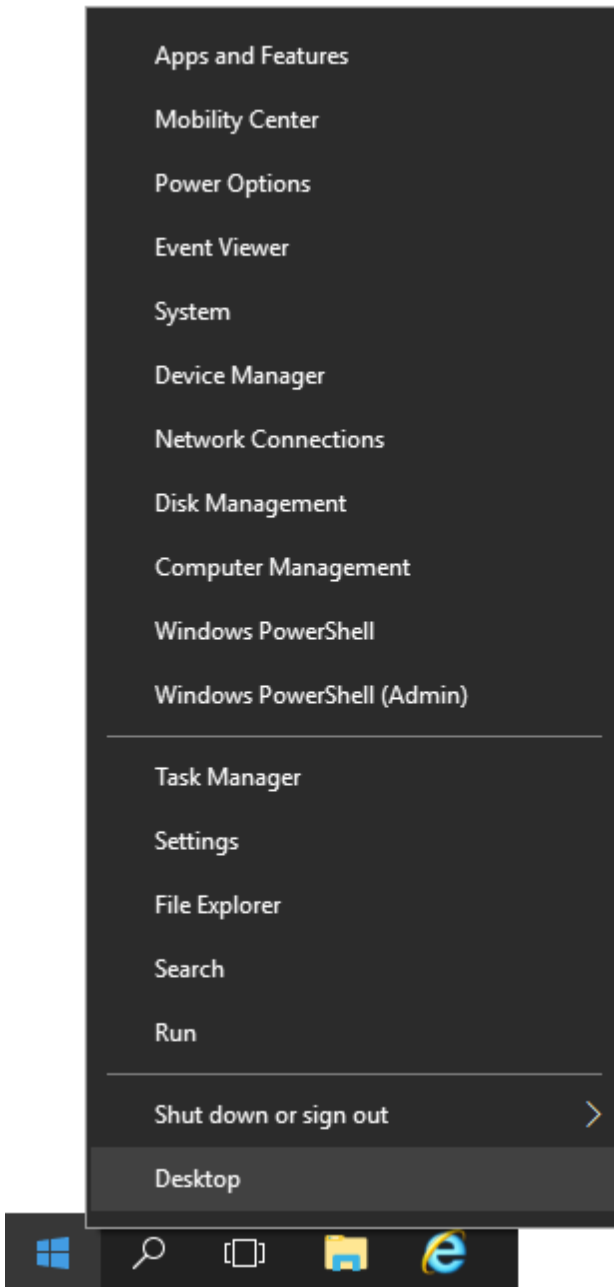 Apps and Features
Mobility Center
Power Options
Event Viewer
System
Device Manager
Network Connections
Disk Management
Computer Management
Windows PowerShell
Windows PowerShell (Admin)
Task Manager
Settings
File Explorer
Search
Run
Shut down or sign out
Desktop